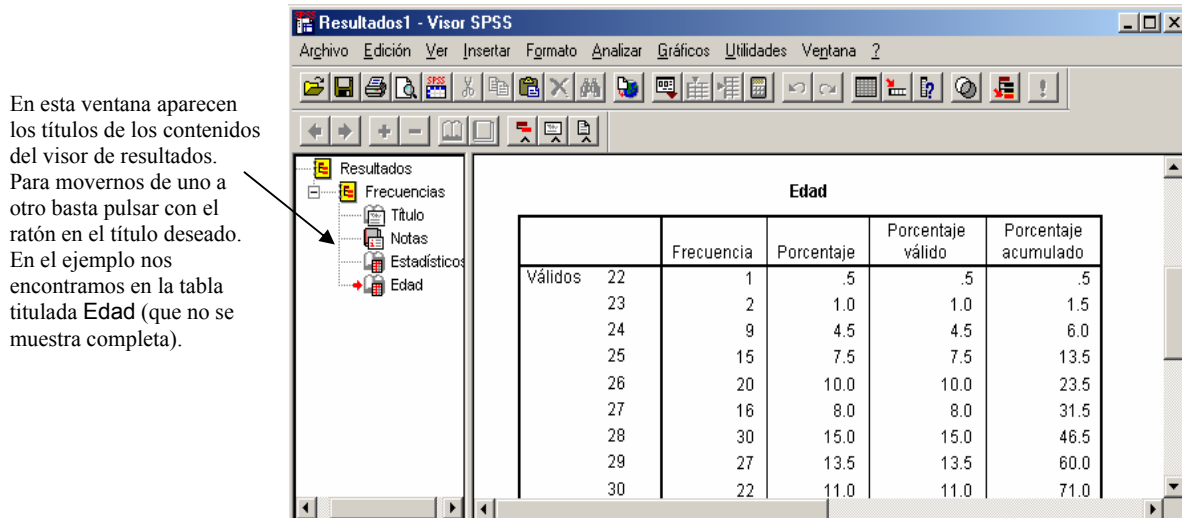 En esta ventana aparecen
los títulos de los contenidos
del visor de resultados.
Para movernos de uno a
otro basta pulsar con el
ratón en el título deseado.
En el ejemplo nos
encontramos en la tabla
titulada Edad (que no se
muestra completa).
Resultados1 - Visor SPSS
Archivo Edición Ver Insertar Formato Analizar Gráficos Utilidades Ventana ?
Resultados
Frecuencias
Título
Notas
Estadísticos
Edad
Edad
Frecuencia Porcentaje Porcentaje válido Porcentaje acumulado
Válidos 22 1 .5 .5 .5
23 2 1.0 1.0 1.5
24 9 4.5 4.5 6.0
25 15 7.5 7.5 13.5
26 20 10.0 10.0 23.5
27 16 8.0 8.0 31.5
28 30 15.0 15.0 46.5
29 27 13.5 13.5 60.0
30 22 11.0 11.0 71.0